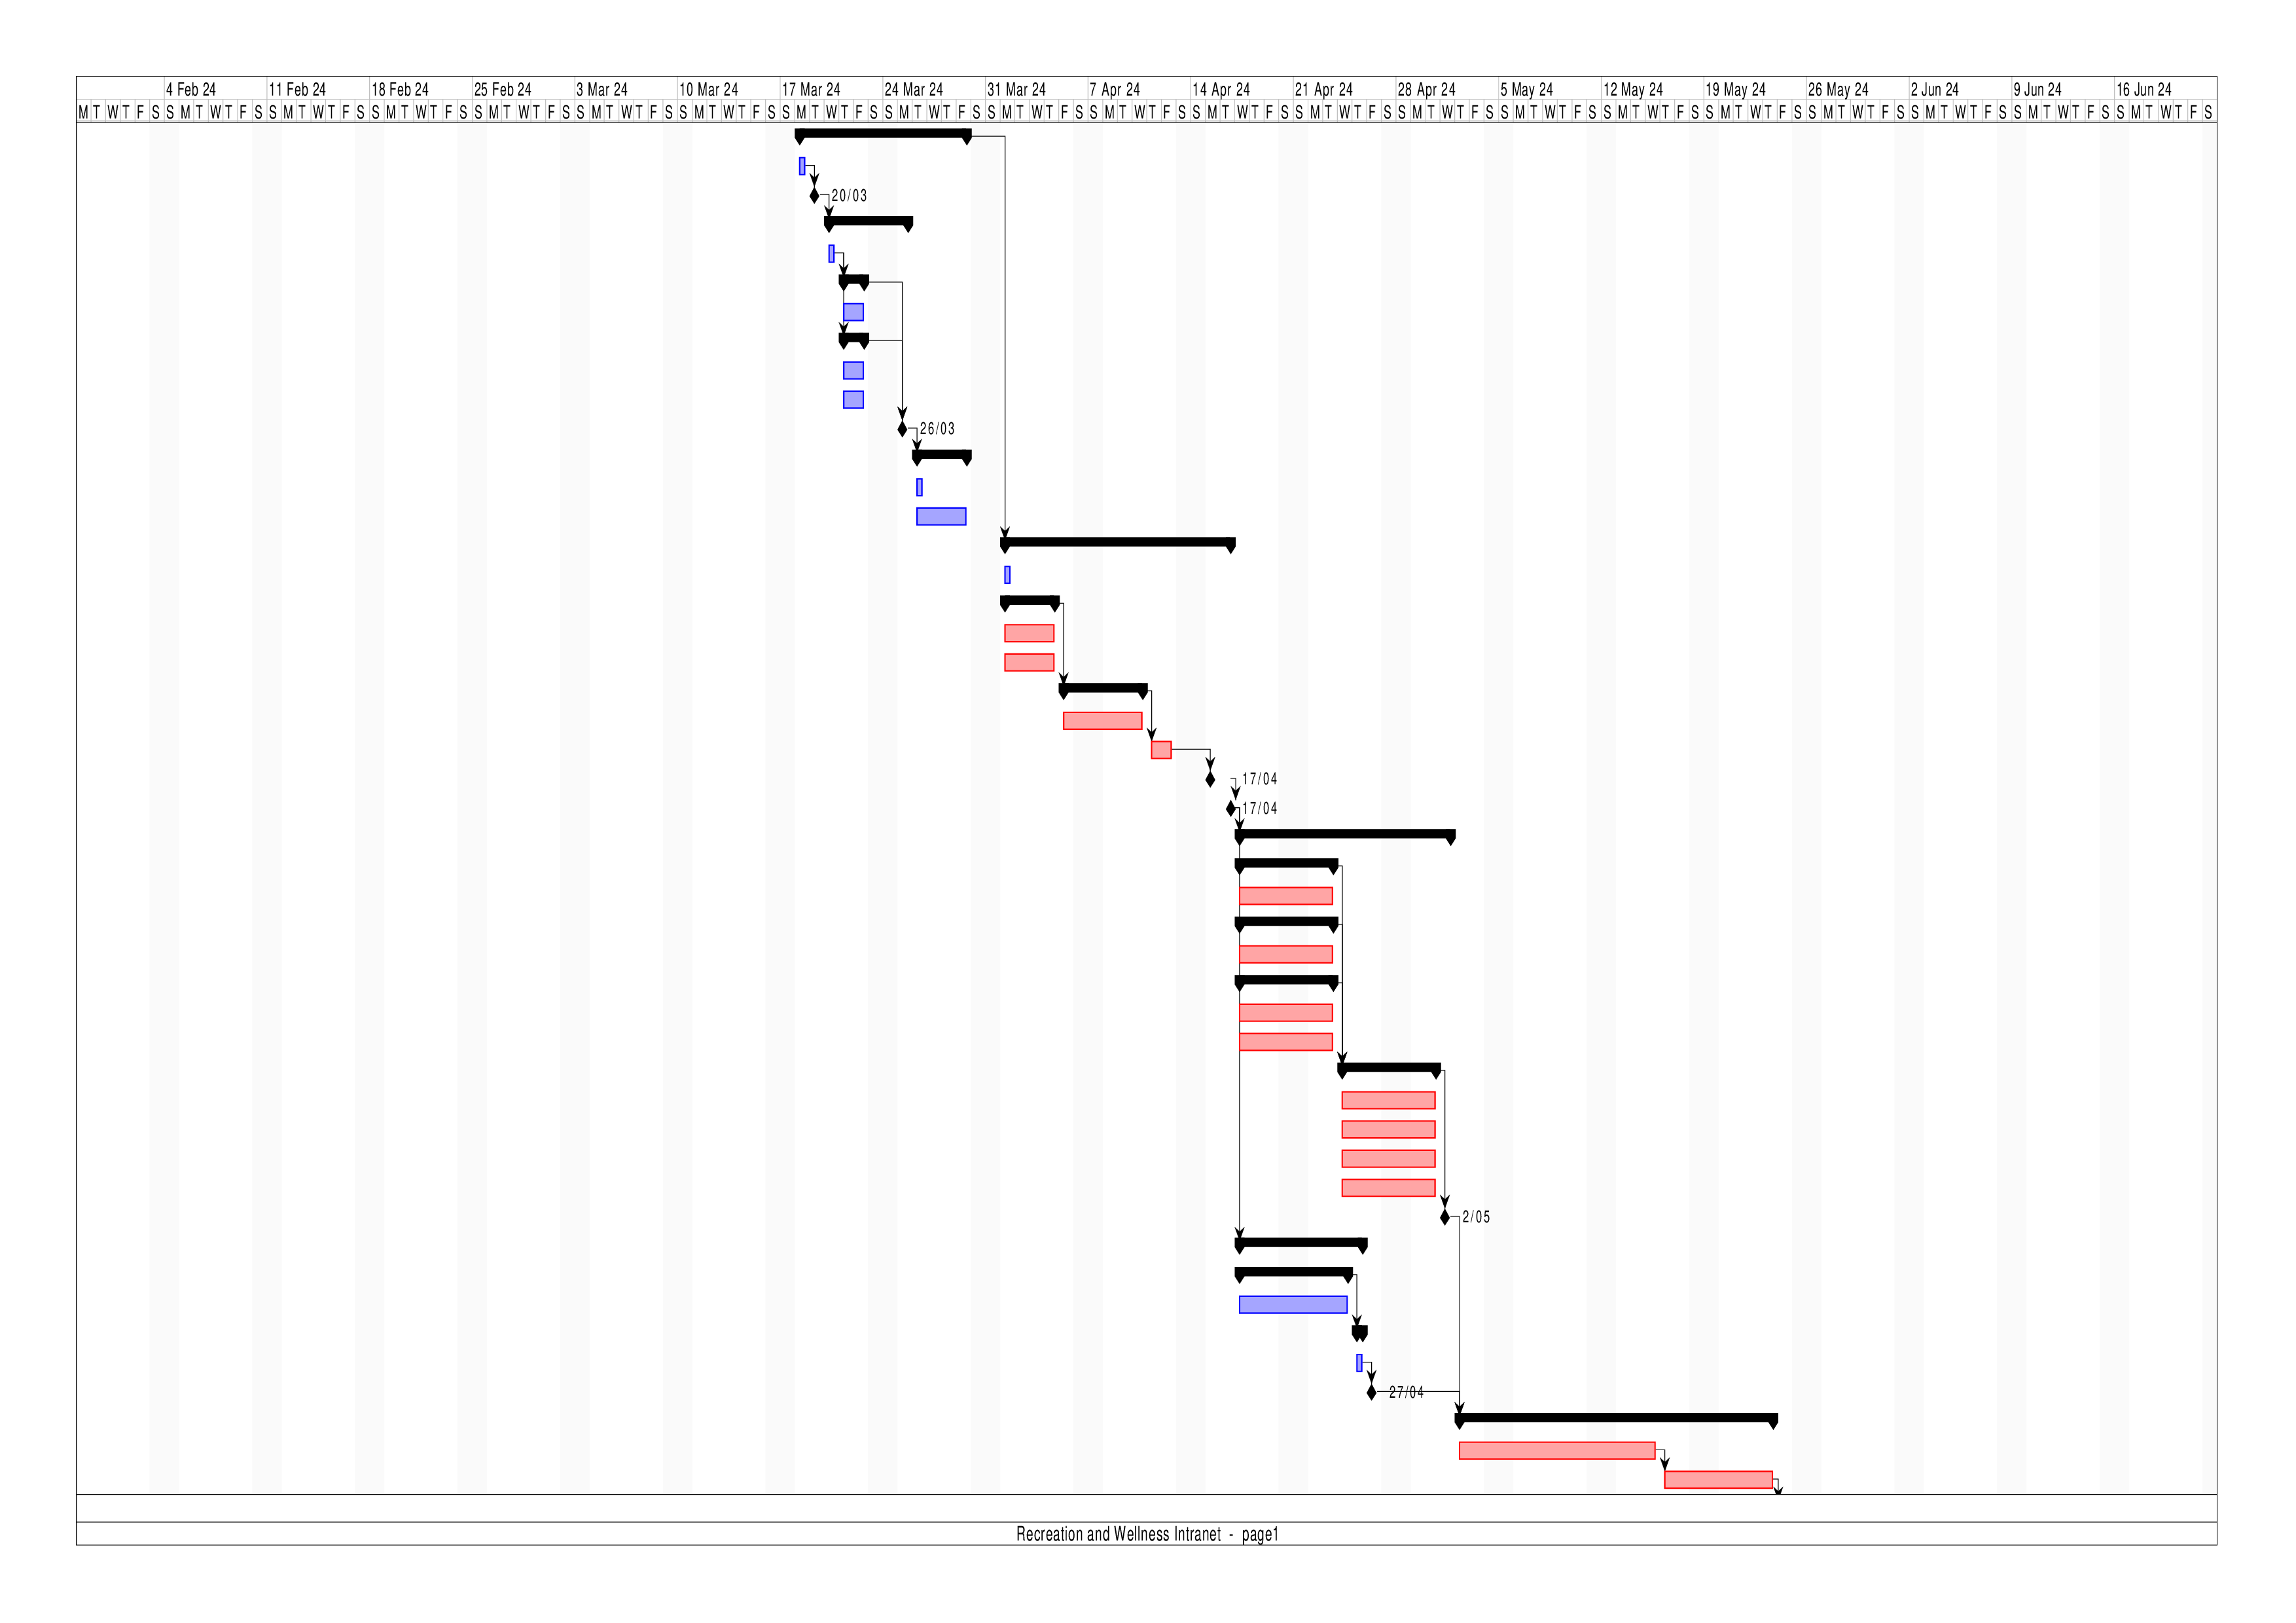 4 Feb 24 11 Feb 24 18 Feb 24 25 Feb 24 3 Mar 24 10 Mar 24 17 Mar 24 24 Mar 24 31 Mar 24 7 Apr 24 14 Apr 24 21 Apr 24 28 Apr 24 5 May 24 12 May 24 19 May 24 26 May 24 2 Jun 24 9 Jun 24 16 Jun 24
M T W T F S S M T W T F S S M T W T F S S M T W T F S S M T W T F S S M T W T F S S M T W T F S S M T W T F S S M T W T F S S M T W T F S S M T W T F S S M T W T F S S M T W T F S S M T W T F S S M T W T F S S M T W T F S S M T W T F S S M T W T F S S M T W T F S S M T W T F S S M T W T F S
20/03
26/03
17/04
17/04
2/05
27/04
Recreation and Wellness Intranet - page1